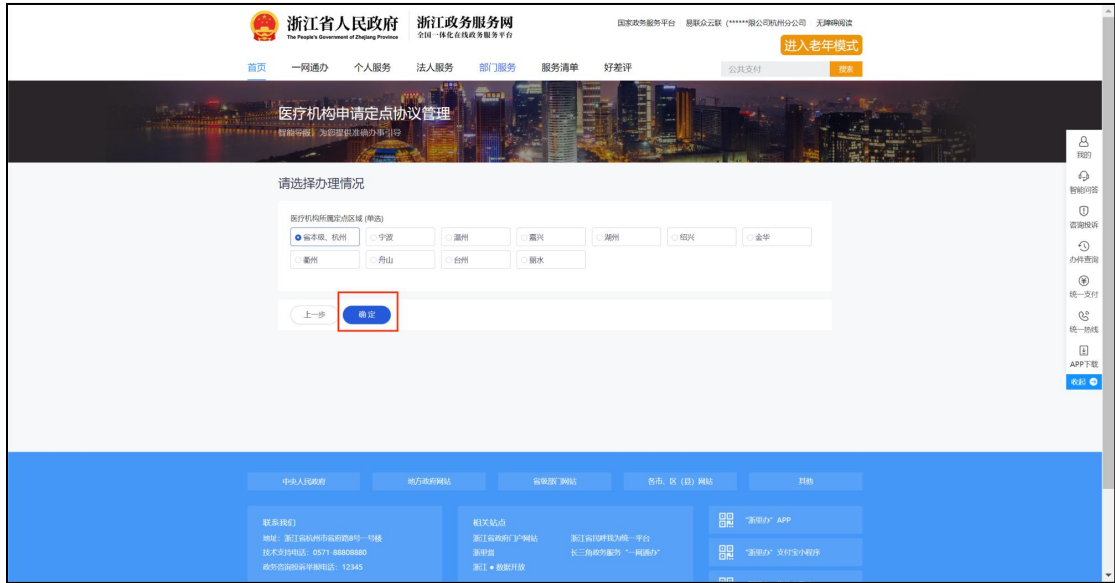 浙江省人民政府
The People's Government of Zhejiang Province
浙江政务服务网
全国一体化在线政务服务平台
国家政务服务平台 易联众云联 (******限公司杭州分公司 无障碍阅读
进入老年模式
首页 一网通办 个人服务 法人服务 部门服务 服务清单 好差评
公共支付 搜索
医疗机构申请定点协议管理
智能导服，为您提供准确办事引导
请选择办理情况
医疗机构所属定点区域 (单选)
省本级、杭州 宁波 温州 嘉兴 湖州 绍兴 金华
衢州 舟山 台州 丽水
上一步 确定
我的
智能问答
咨询投诉
办件查询
统一支付
统一热线
APP下载
收起
中央人民政府 地方政府网站 省级部门网站 各市、区（县）网站 其他
联系我们
地址：浙江省杭州市省府路8号一号楼
技术支持电话：0571-88808880
政务咨询投诉举报电话：12345
相关站点
浙江省政府门户网站 浙江省民呼我为统一平台
浙里督 长三角政务服务 "一网通办"
浙江●数据开放
"浙里办" APP
"浙里办" 支付宝小程序